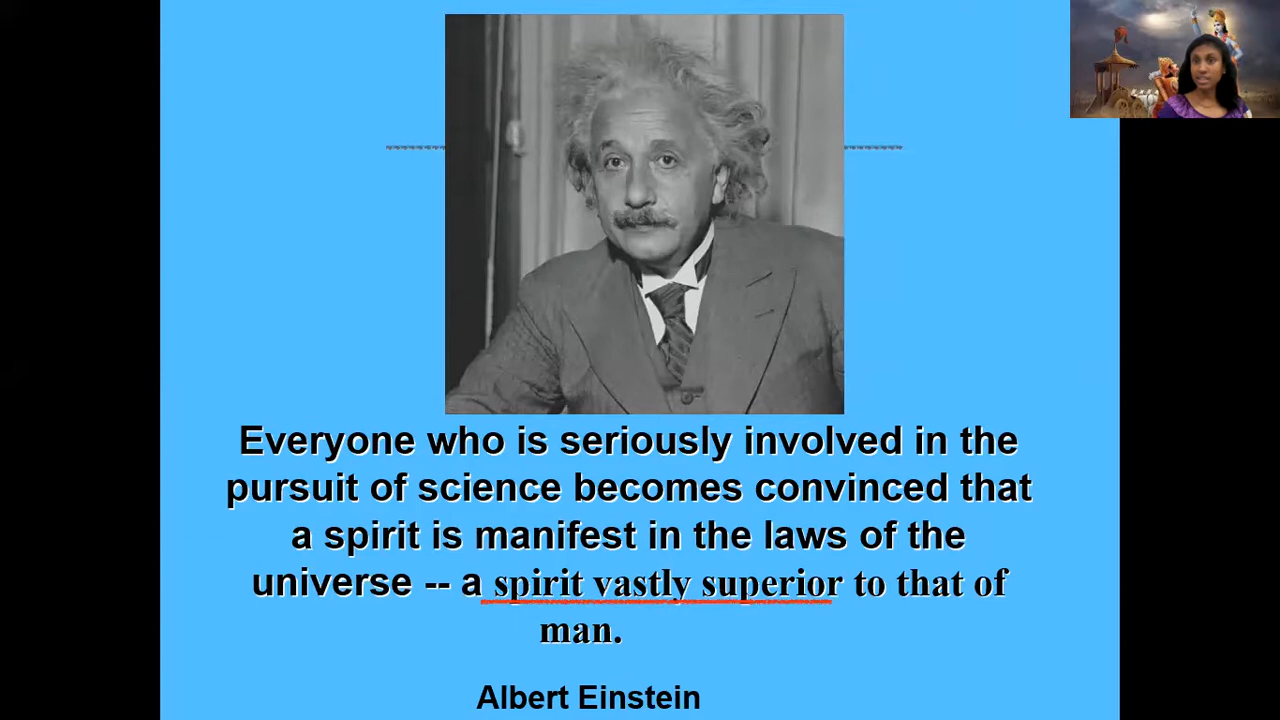 Everyone who is seriously involved in the
pursuit of science becomes convinced that
a spirit is manifest in the laws of the
universe -- a spirit vastly superior to that of
man.
Albert Einstein